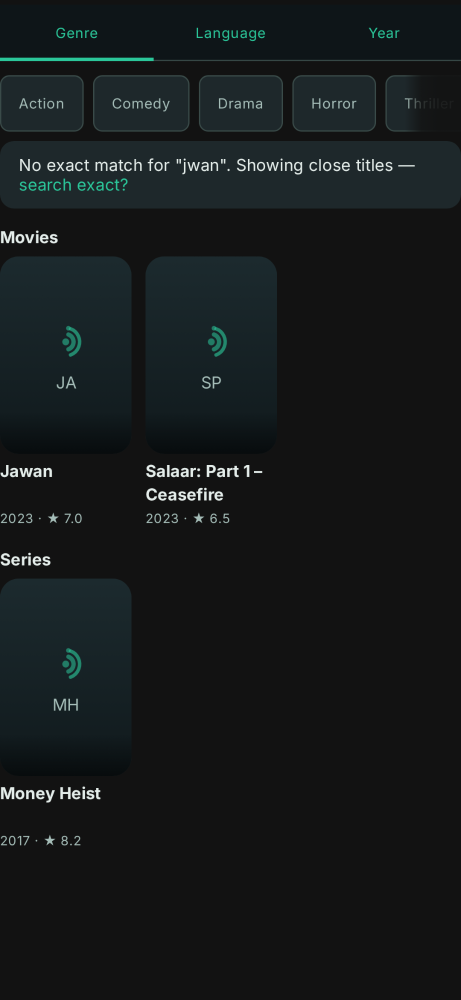 Genre Language Year
Action Comedy Drama Horror Thriller
No exact match for "jwan". Showing close titles —
search exact?
Movies
JA SP
Jawan Salaar: Part 1 –
Ceasefire
2023 · ★ 7.0 2023 · ★ 6.5
Series
MH
Money Heist
2017 · ★ 8.2